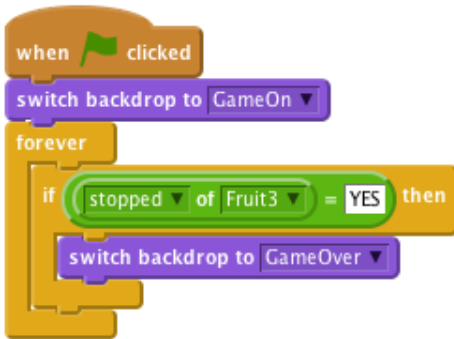 when clicked
switch backdrop to GameOn
forever
if stopped of Fruit3 = YES then
switch backdrop to GameOver